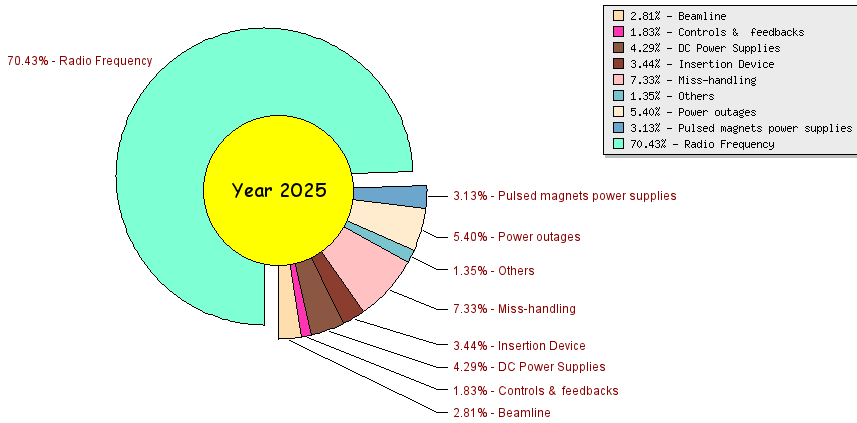 2.81% - Beamline
1.83% - Controls &  feedbacks
4.29% - DC Power Supplies
3.44% - Insertion Device
7.33% - Miss-handling
1.35% - Others
5.40% - Power outages
3.13% - Pulsed magnets power supplies
70.43% - Radio Frequency
70.43% - Radio Frequency
Year 2025
3.13% - Pulsed magnets power supplies
5.40% - Power outages
1.35% - Others
7.33% - Miss-handling
3.44% - Insertion Device
4.29% - DC Power Supplies
1.83% - Controls &  feedbacks
2.81% - Beamline